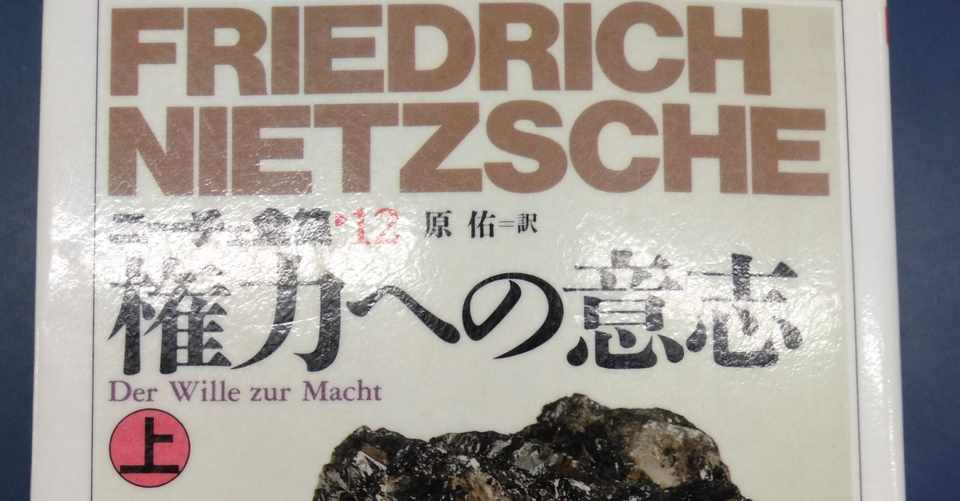 FRIEDRICH
NIETZSCHE
ニーチェ全集 12 原 佑=訳
権力への意志
Der Wille zur Macht
上